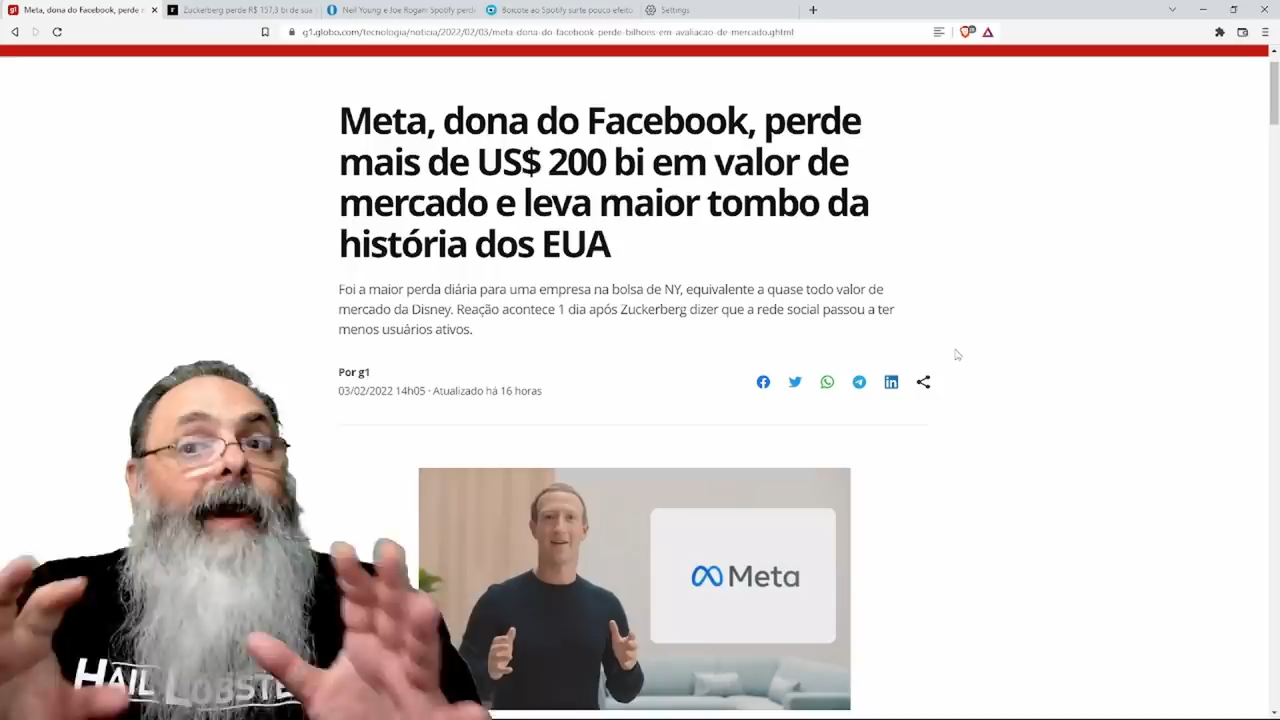 Meta, dona do Facebook, perde
Zuckerberg perde R$ 157,3 bi de sua
Neil Young e Joe Rogan: Spotify perd
Boicote ao Spotify surte pouco efeito
Settings
g1.globo.com/tecnologia/noticia/2022/02/03/meta-dona-do-facebook-perde-bilhoes-em-avaliacao-de-mercado.ghtml
Meta, dona do Facebook, perde
mais de US$ 200 bi em valor de
mercado e leva maior tombo da
história dos EUA
Foi a maior perda diária para uma empresa na bolsa de NY, equivalente a quase todo valor de
mercado da Disney. Reação acontece 1 dia após Zuckerberg dizer que a rede social passou a ter
menos usuários ativos.
Por g1
03/02/2022 14h05 · Atualizado há 16 horas
Meta
HAIL LOBSTE